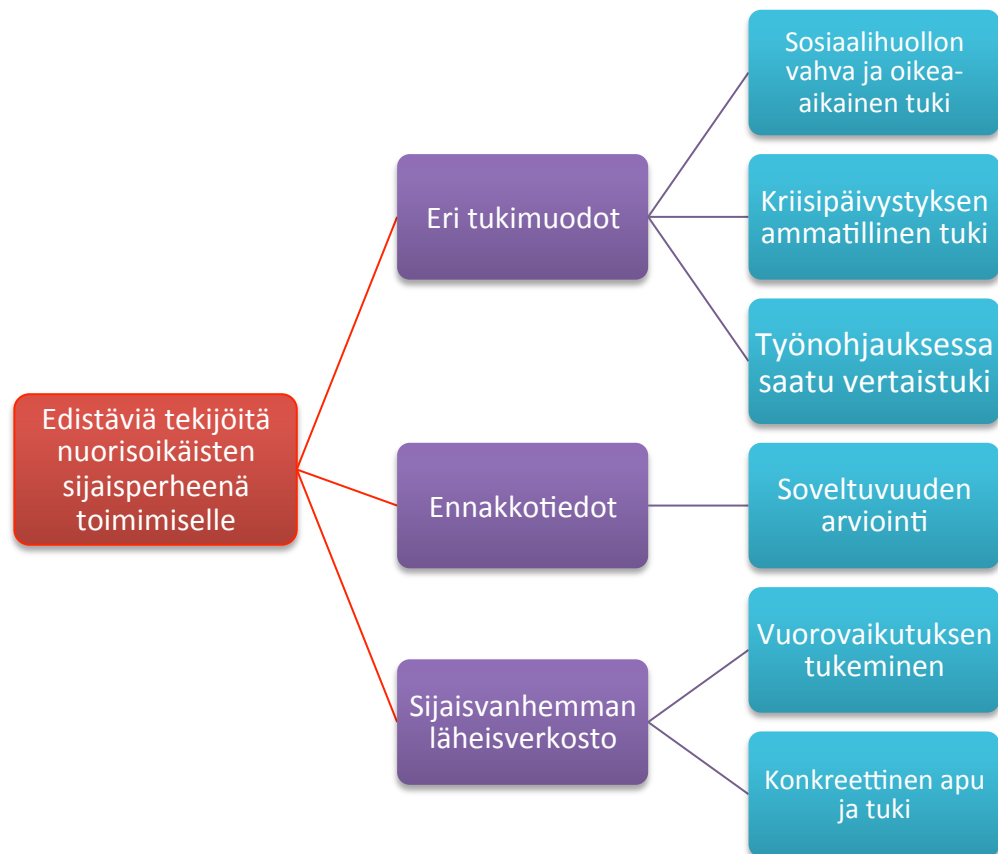 Edistäviä tekijöitä
nuorisoikäisten
sijaisperheenä
toimimiselle
Eri tukimuodot
Sosiaalihuollon
vahva ja oikea-
aikainen tuki
Kriisipäivystyksen
ammatillinen tuki
Työnohjauksessa
saatu vertaistuki
Ennakkotiedot
Soveltuvuuden
arviointi
Sijaisvanhemman
läheisverkosto
Vuorovaikutuksen
tukeminen
Konkreettinen apu
ja tuki